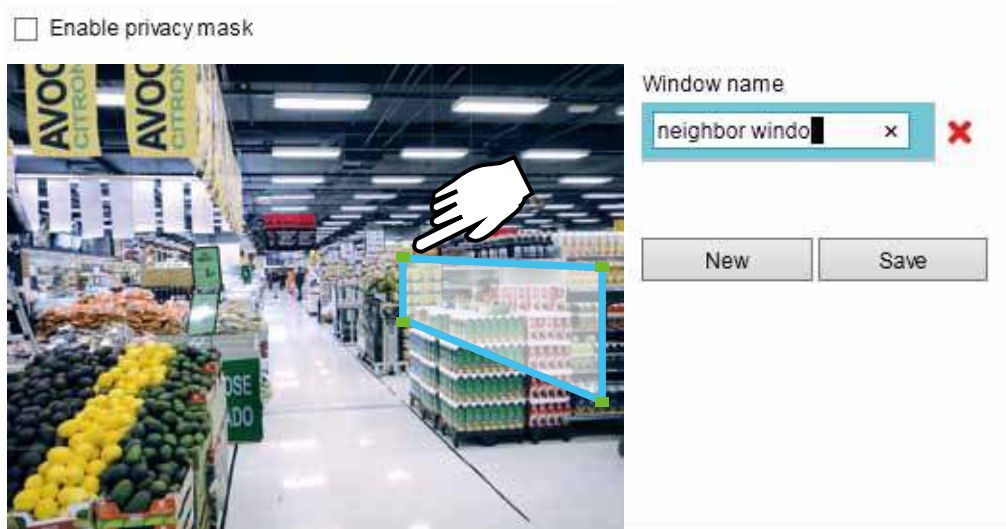 Enable privacy mask
AVOC
CITRON
AVOC
CITRON
Window name
neighbor windo
New
Save
OSE
ADO